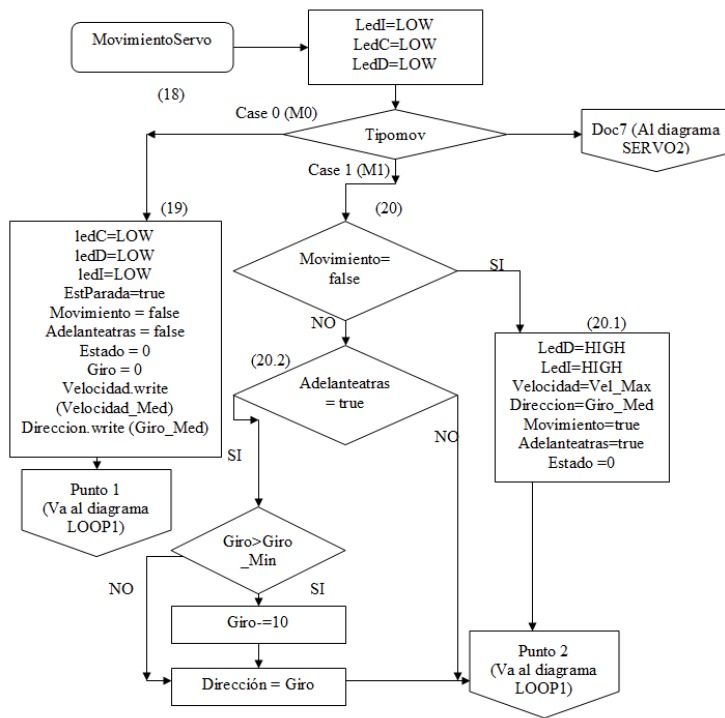 MovimientoServo
LedI=LOW
LedC=LOW
LedD=LOW
(18)
Case 0 (M0)
Tipomov
Doc7 (Al diagrama
SERVO2)
Case 1 (M1)
(19)
ledC=LOW
ledD=LOW
ledI=LOW
EstParada=true
Movimiento = false
Adelanteatras = false
Estado = 0
Giro = 0
Velocidad.write
(Velocidad_Med)
Direccion.write (Giro_Med)
Punto 1
(Va al diagrama
LOOP1)
(20)
Movimiento=
false
SI
NO
(20.1)
LedD=HIGH
LedI=HIGH
Velocidad=Vel_Max
Direccion=Giro_Med
Movimiento=true
Adelanteatras=true
Estado =0
(20.2)
Adelanteatras
= true
NO
SI
Giro>Giro
_Min
NO
SI
Giro-=10
Dirección = Giro
Punto 2
(Va al diagrama
LOOP1)